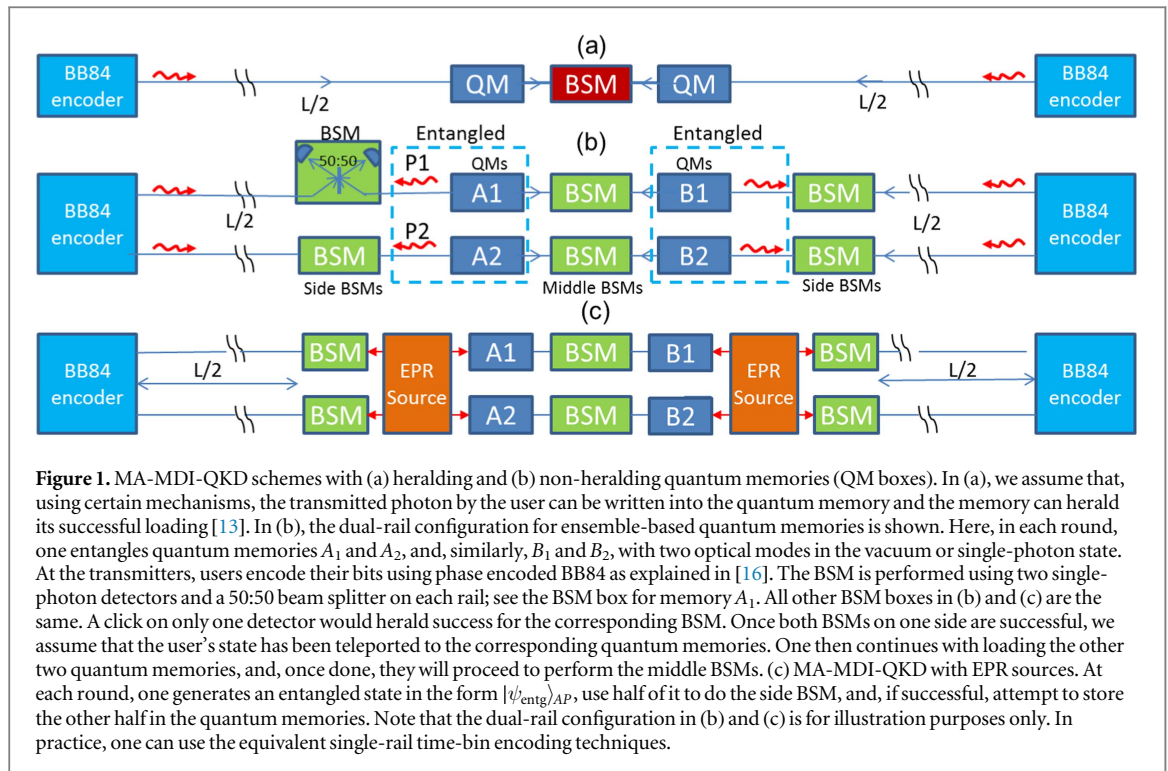 (a)
BB84 encoder
L/2
QM
BSM
QM
L/2
BB84 encoder
(b)
BSM
50:50
Entangled
Entangled
P1
QMs
QMs
BB84 encoder
L/2
A1
BSM
B1
BSM
L/2
BB84 encoder
P2
BSM
A2
BSM
B2
BSM
Side BSMs
Middle BSMs
Side BSMs
(c)
BB84 encoder
L/2
BSM
EPR Source
A1
BSM
B1
EPR Source
BSM
L/2
BB84 encoder
BSM
A2
BSM
B2
BSM
Figure 1. MA-MDI-QKD schemes with (a) heralding and (b) non-heralding quantum memories (QM boxes). In (a), we assume that,
using certain mechanisms, the transmitted photon by the user can be written into the quantum memory and the memory can herald
its successful loading [13]. In (b), the dual-rail configuration for ensemble-based quantum memories is shown. Here, in each round,
one entangles quantum memories A₁ and A₂, and, similarly, B₁ and B₂, with two optical modes in the vacuum or single-photon state.
At the transmitters, users encode their bits using phase encoded BB84 as explained in [16]. The BSM is performed using two single-
photon detectors and a 50:50 beam splitter on each rail; see the BSM box for memory A₁. All other BSM boxes in (b) and (c) are the
same. A click on only one detector would herald success for the corresponding BSM. Once both BSMs on one side are successful, we
assume that the user's state has been teleported to the corresponding quantum memories. One then continues with loading the other
two quantum memories, and, once done, they will proceed to perform the middle BSMs. (c) MA-MDI-QKD with EPR sources. At
each round, one generates an entangled state in the form |ψ_entg⟩_AP, use half of it to do the side BSM, and, if successful, attempt to store
the other half in the quantum memories. Note that the dual-rail configuration in (b) and (c) is for illustration purposes only. In
practice, one can use the equivalent single-rail time-bin encoding techniques.